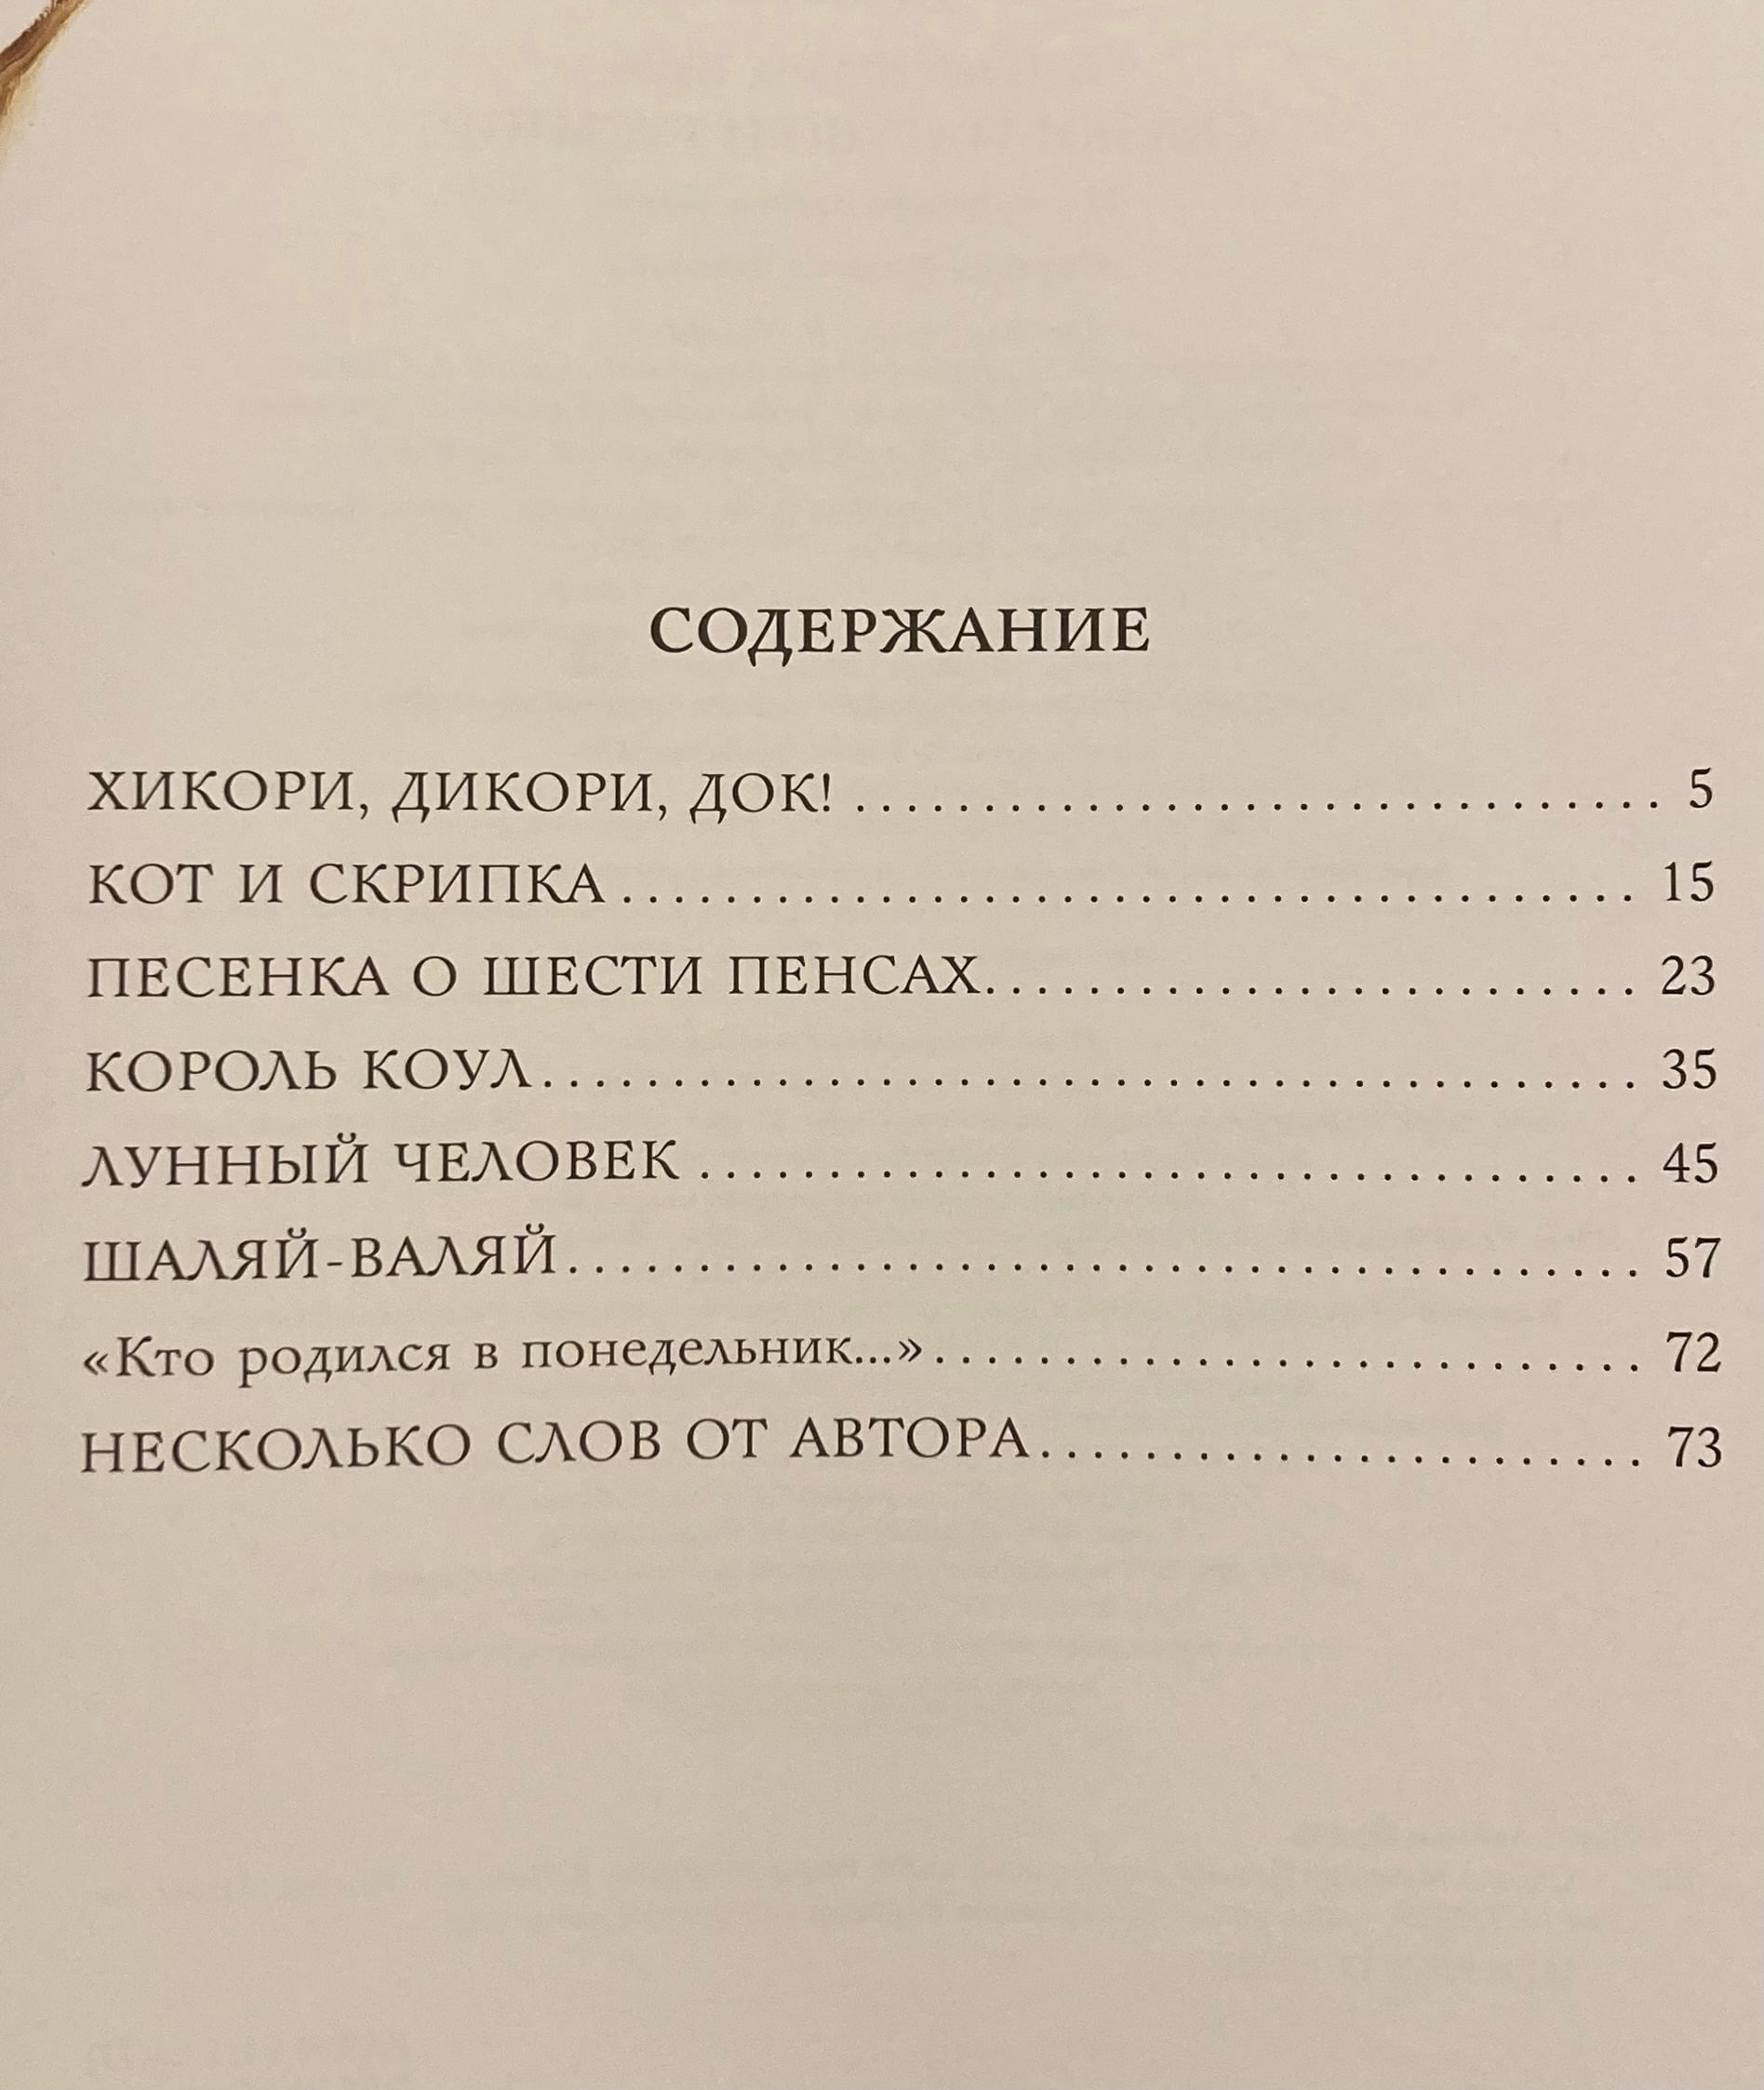 СОДЕРЖАНИЕ
ХИКОРИ, ДИКОРИ, ДОК! ............................... 5
КОТ И СКРИПКА ....................................... 15
ПЕСЕНКА О ШЕСТИ ПЕНСАХ......................... 23
КОРОЛЬ КОУЛ.......................................... 35
ЛУННЫЙ ЧЕЛОВЕК .................................... 45
ШАЛЯЙ-ВАЛЯЙ......................................... 57
«Кто родился в понедельник...»........................... 72
НЕСКОЛЬКО СЛОВ ОТ АВТОРА....................... 73